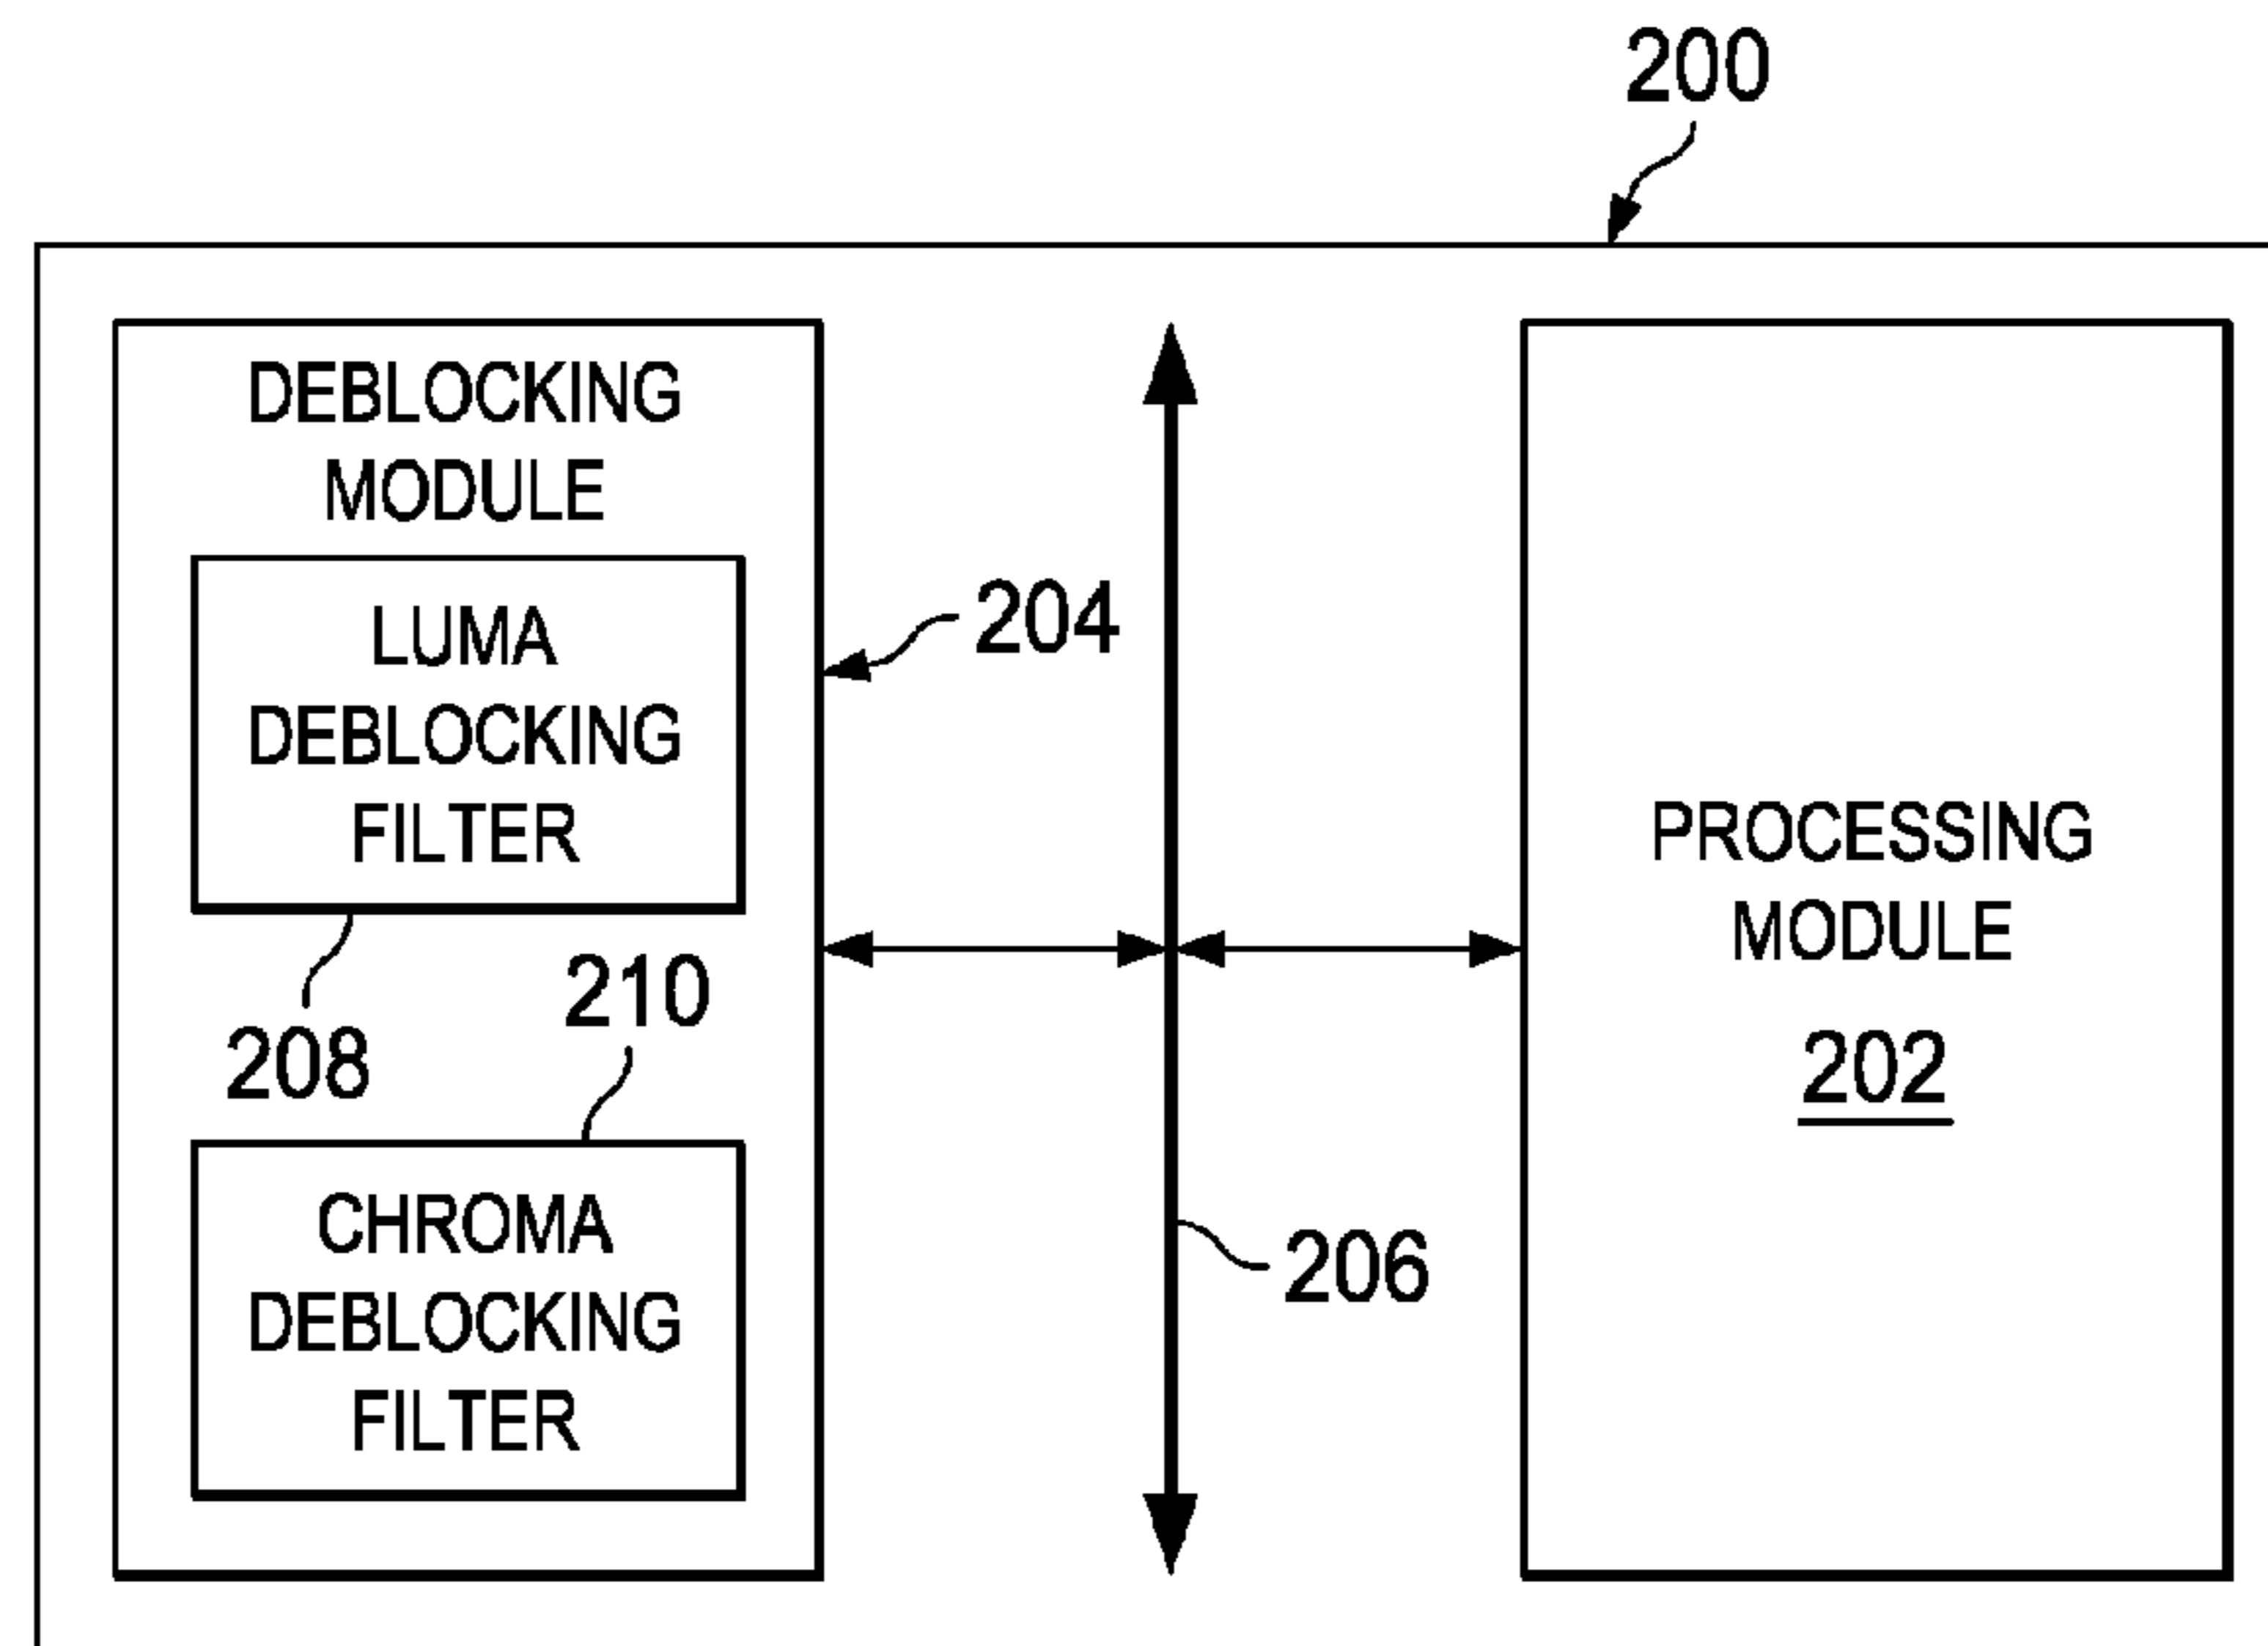 200
DEBLOCKING
MODULE
LUMA
DEBLOCKING
FILTER
204
208
210
CHROMA
DEBLOCKING
FILTER
206
PROCESSING
MODULE
202